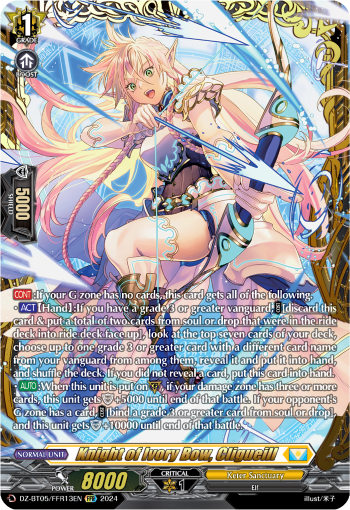 1
GRADE
BOOST
5000
SHIELD
CONT:If your G zone has no cards, this card gets all of the following.
・ACT[Hand]:If you have a grade 3 or greater vanguard, COST[discard this
card & put a total of two cards from soul or drop that were in the ride
deck into ride deck face up], look at the top seven cards of your deck,
choose up to one grade 3 or greater card with a different card name
from your vanguard from among them, reveal it and put it into hand,
and shuffle the deck. If you did not reveal a card, put this card into hand.
・AUTO:When this unit is put on, if your damage zone has three or more
cards, this unit gets +5000 until end of that battle. If your opponent's
G zone has a card, COST[bind a grade 3 or greater card from soul or drop],
and this unit gets +10000 until end of that battle.
NORMAL UNIT
Knight of Ivory Bow, Cligueill
POWER 8000
CRITICAL
1
Keter Sanctuary
Elf
DZ-BT05/FFR13EN FFR 2024
illust/米子